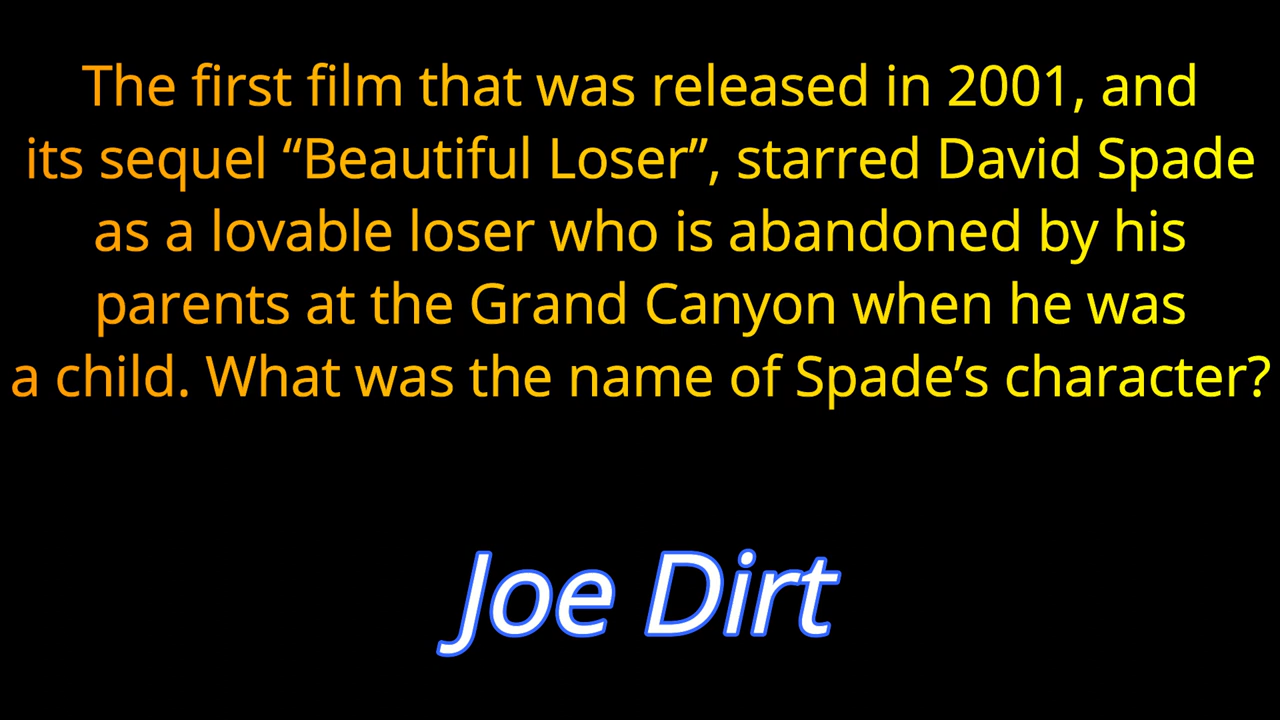 The first film that was released in 2001, and
its sequel “Beautiful Loser”, starred David Spade
as a lovable loser who is abandoned by his
parents at the Grand Canyon when he was
a child. What was the name of Spade’s character?
Joe Dirt